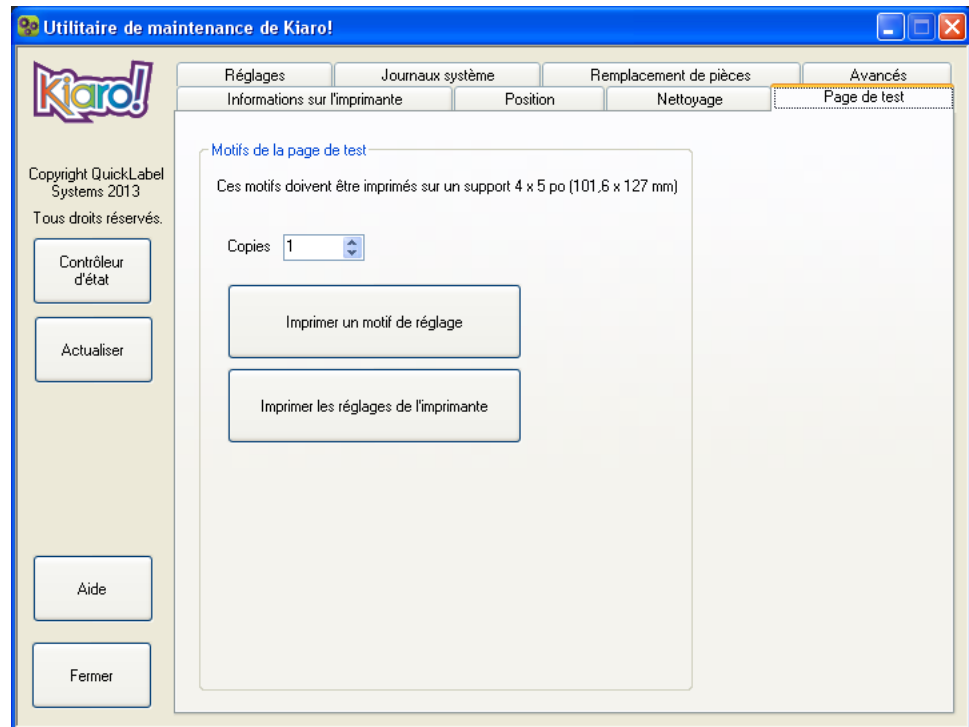 Utilitaire de maintenance de Kiaro!
Kiaro!
Réglages
Journaux système
Remplacement de pièces
Avancés
Informations sur l'imprimante
Position
Nettoyage
Page de test
Copyright QuickLabel
Systems 2013
Tous droits réservés.
Contrôleur
d'état
Actualiser
Aide
Fermer
Motifs de la page de test
Ces motifs doivent être imprimés sur un support 4 x 5 po (101,6 x 127 mm)
Copies 1
Imprimer un motif de réglage
Imprimer les réglages de l'imprimante